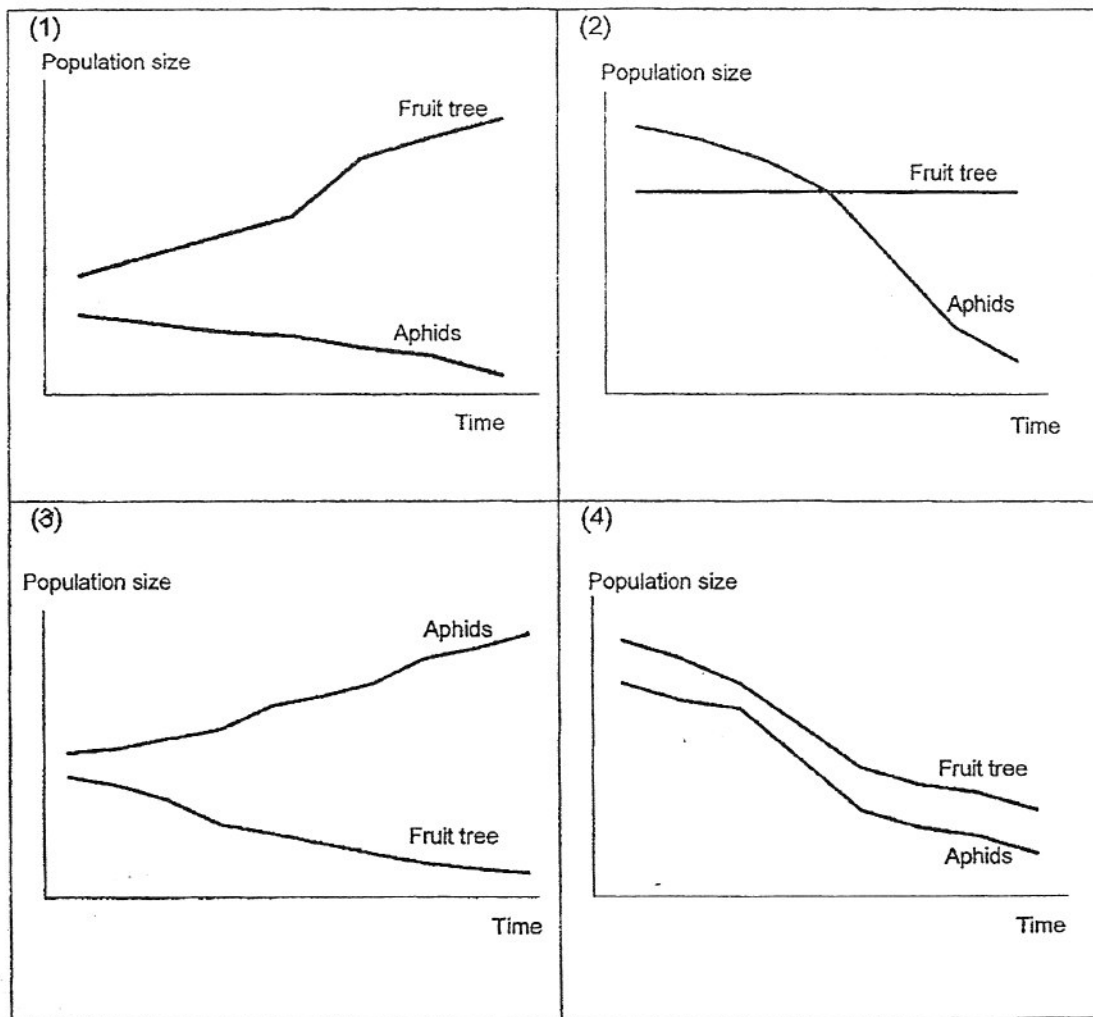 (1)
Population size
Fruit tree
Aphids
Time
(2)
Population size
Fruit tree
Aphids
Time
(3)
Population size
Aphids
Fruit tree
Time
(4)
Population size
Fruit tree
Aphids
Time